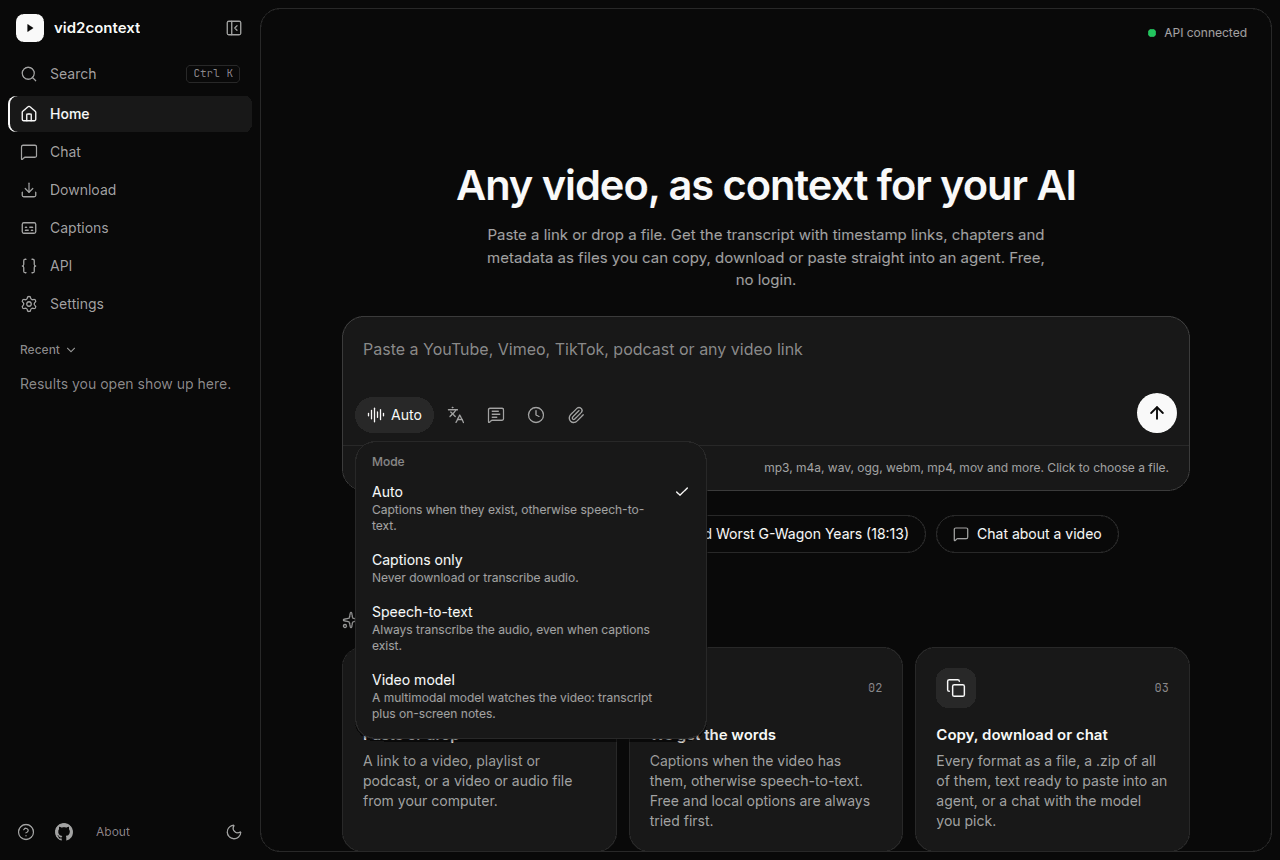 vid2context
Search
Ctrl K
Home
Chat
Download
Captions
API
Settings
Recent
Results you open show up here.
About
API connected
Any video, as context for your AI
Paste a link or drop a file. Get the transcript with timestamp links, chapters and
metadata as files you can copy, download or paste straight into an agent. Free,
no login.
Paste a YouTube, Vimeo, TikTok, podcast or any video link
Auto
mp3, m4a, wav, ogg, webm, mp4, mov and more. Click to choose a file.
Mode
Auto
Captions when they exist, otherwise speech-to-
text.
Captions only
Never download or transcribe audio.
Speech-to-text
Always transcribe the audio, even when captions
exist.
Video model
A multimodal model watches the video: transcript
plus on-screen notes.
Worst G-Wagon Years (18:13)
Chat about a video
A link to a video, playlist or
podcast, or a video or audio file
from your computer.
02
the words
Captions when the video has
them, otherwise speech-to-text.
Free and local options are always
tried first.
03
Copy, download or chat
Every format as a file, a .zip of all
of them, text ready to paste into an
agent, or a chat with the model
you pick.